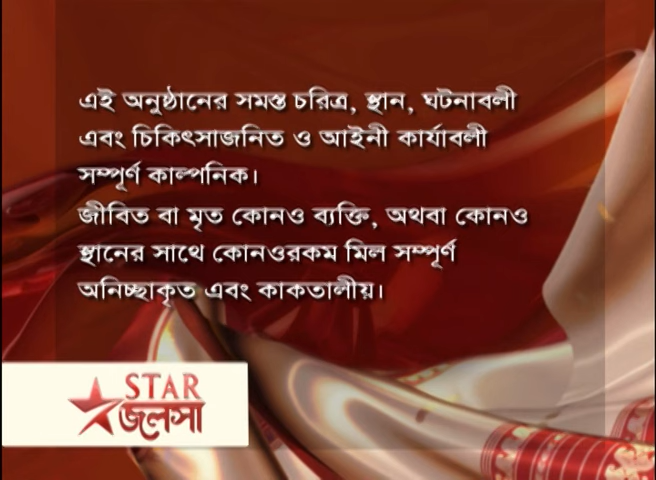 এই অনুষ্ঠানের সমস্ত চরিত্র, স্থান, ঘটনাবলী
এবং চিকিৎসাজনিত ও আইনী কার্যাবলী
সম্পূর্ণ কাল্পনিক।
জীবিত বা মৃত কোনও ব্যক্তি, অথবা কোনও
স্থানের সাথে কোনওরকম মিল সম্পূর্ণ
অনিচ্ছাকৃত এবং কাকতালীয়।
STAR
জলসা